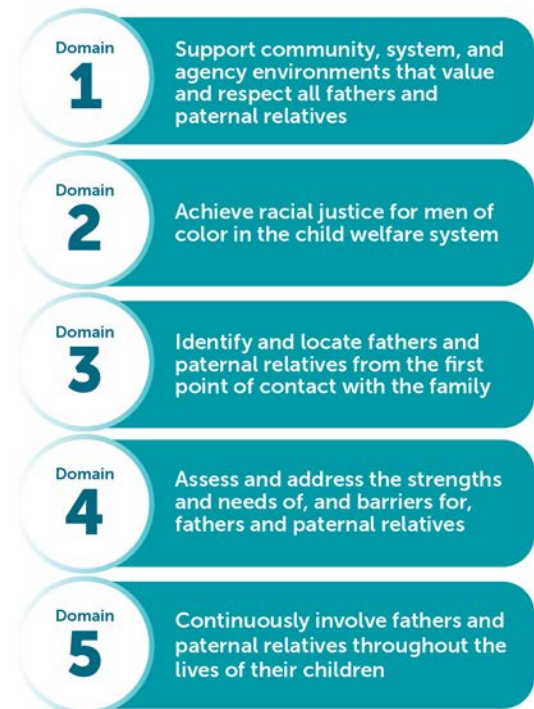 Domain
1
Support community, system, and
agency environments that value
and respect all fathers and
paternal relatives
Domain
2
Achieve racial justice for men of
color in the child welfare system
Domain
3
Identify and locate fathers and
paternal relatives from the first
point of contact with the family
Domain
4
Assess and address the strengths
and needs of, and barriers for,
fathers and paternal relatives
Domain
5
Continuously involve fathers and
paternal relatives throughout the
lives of their children